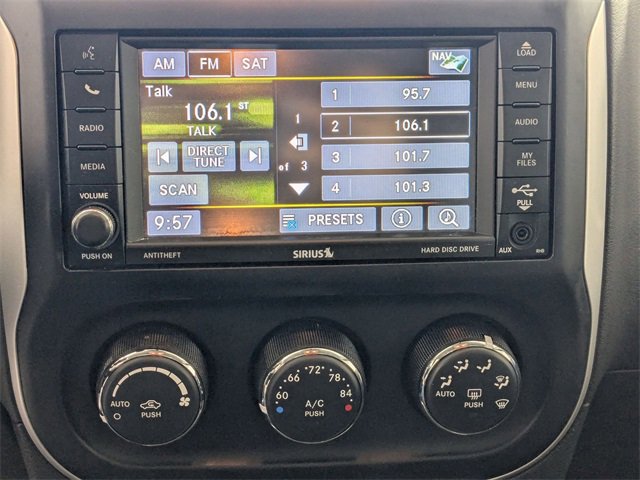 AM FM SAT NAV
Talk
106.1 ST
TALK
DIRECT TUNE
SCAN
9:57
1
of 3
1 95.7
2 106.1
3 101.7
4 101.3
PRESETS
RADIO
MEDIA
VOLUME
PUSH ON
LOAD
MENU
AUDIO
MY FILES
PULL
AUX RHB
ANTITHEFT
SIRIUS
HARD DISC DRIVE
AUTO
PUSH
60 66 72 78 84
A/C
PUSH
AUTO
PUSH